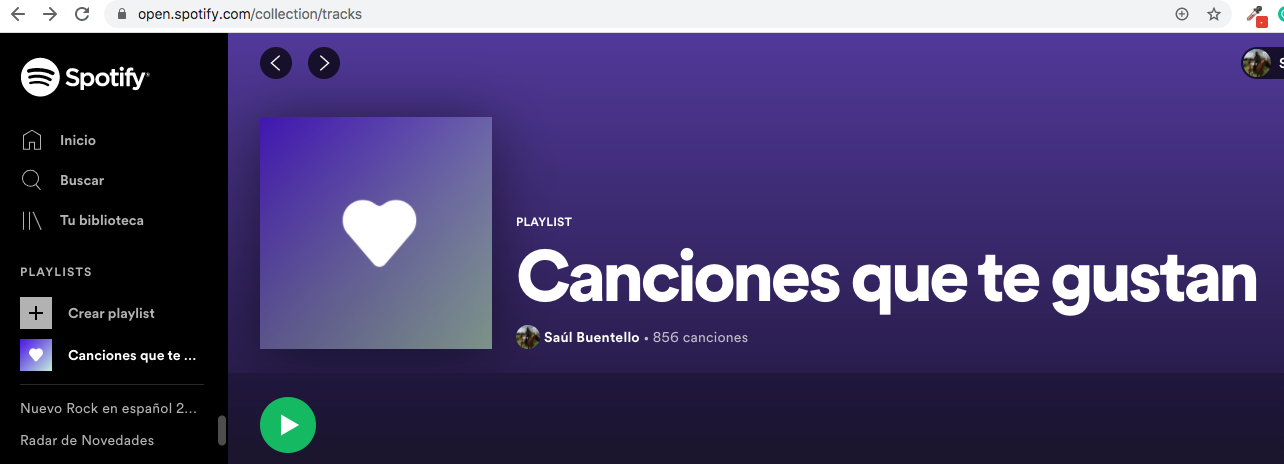 open.spotify.com/collection/tracks
Spotify
Inicio
Buscar
Tu biblioteca
PLAYLISTS
Crear playlist
Canciones que te ...
Nuevo Rock en español 2...
Radar de Novedades
PLAYLIST
Canciones que te gustan
Saúl Buentello • 856 canciones
S